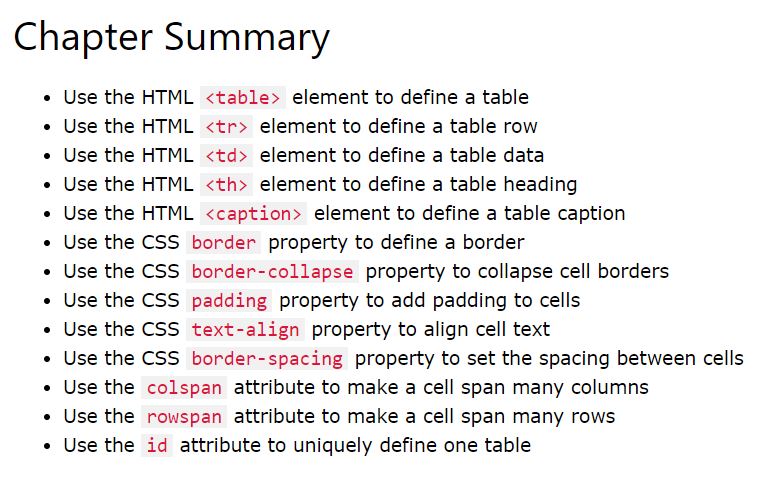 Chapter Summary
Use the HTML <table> element to define a table
Use the HTML <tr> element to define a table row
Use the HTML <td> element to define a table data
Use the HTML <th> element to define a table heading
Use the HTML <caption> element to define a table caption
Use the CSS border property to define a border
Use the CSS border-collapse property to collapse cell borders
Use the CSS padding property to add padding to cells
Use the CSS text-align property to align cell text
Use the CSS border-spacing property to set the spacing between cells
Use the colspan attribute to make a cell span many columns
Use the rowspan attribute to make a cell span many rows
Use the id attribute to uniquely define one table